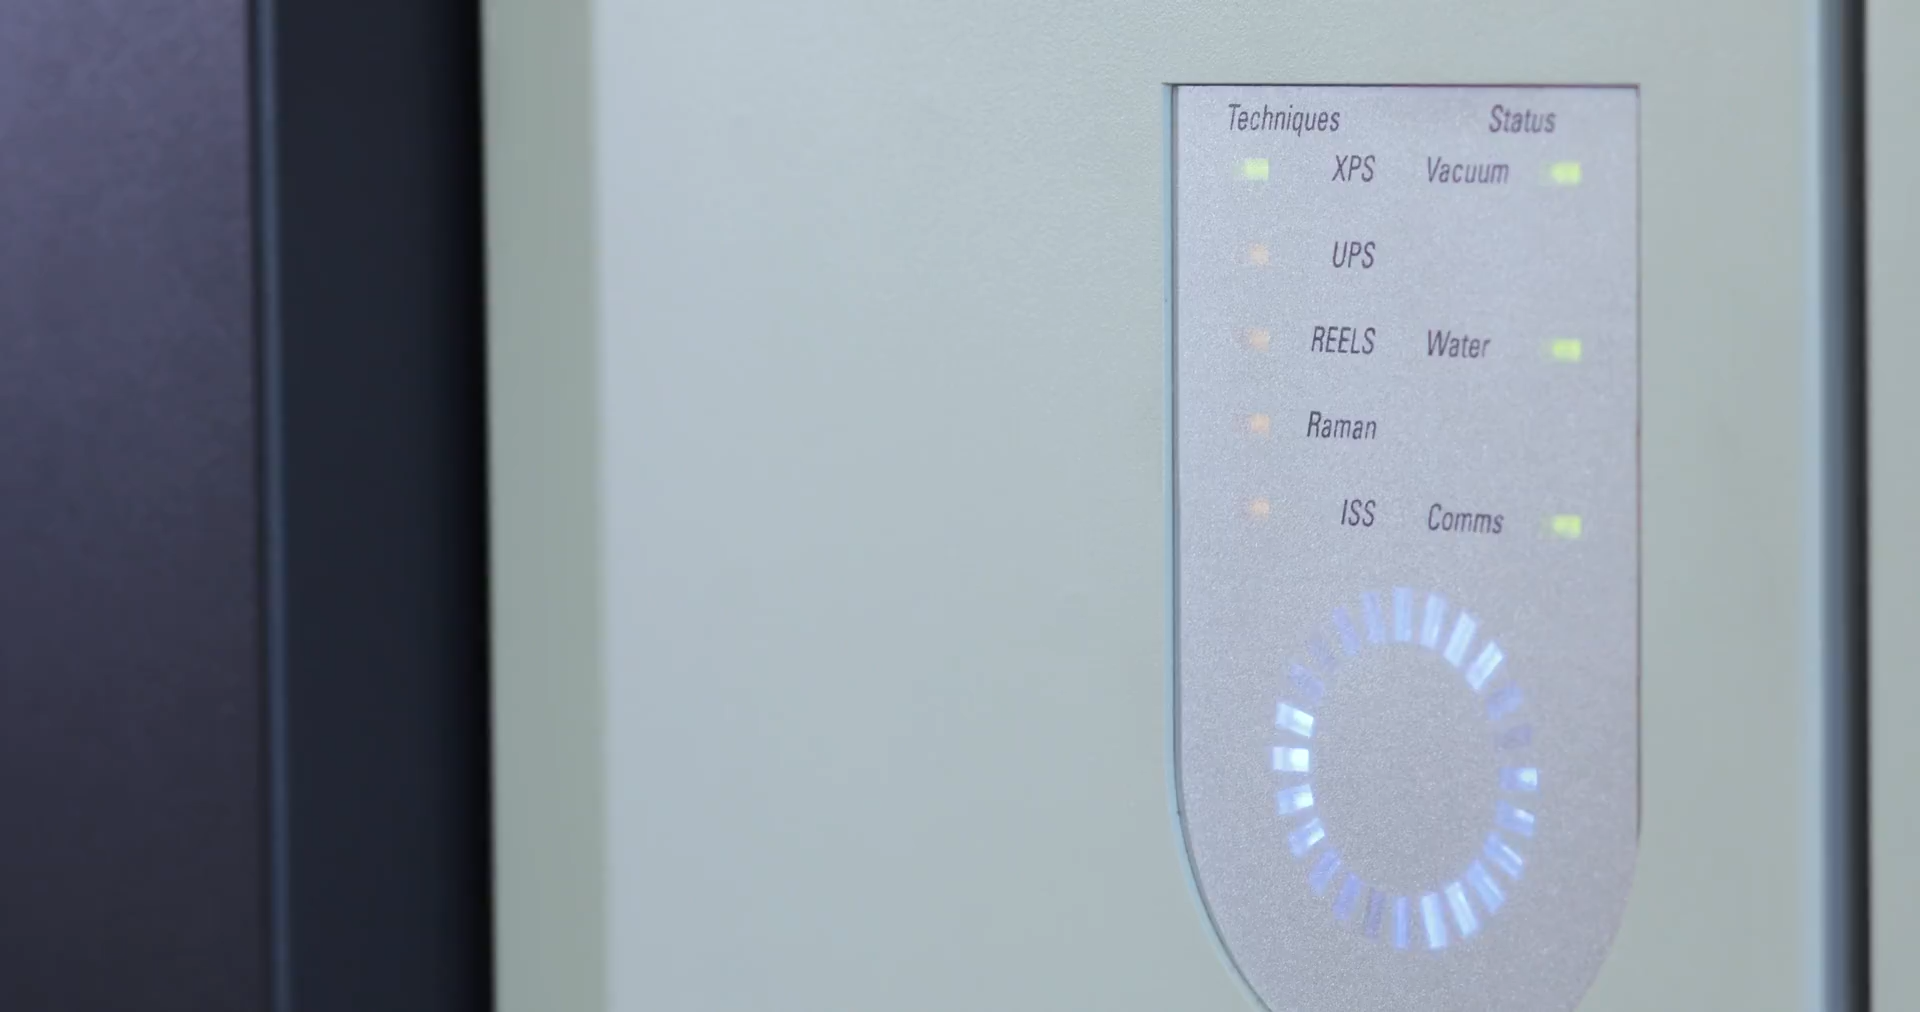 Techniques Status
XPS Vacuum
UPS
REELS Water
Raman
ISS Comms